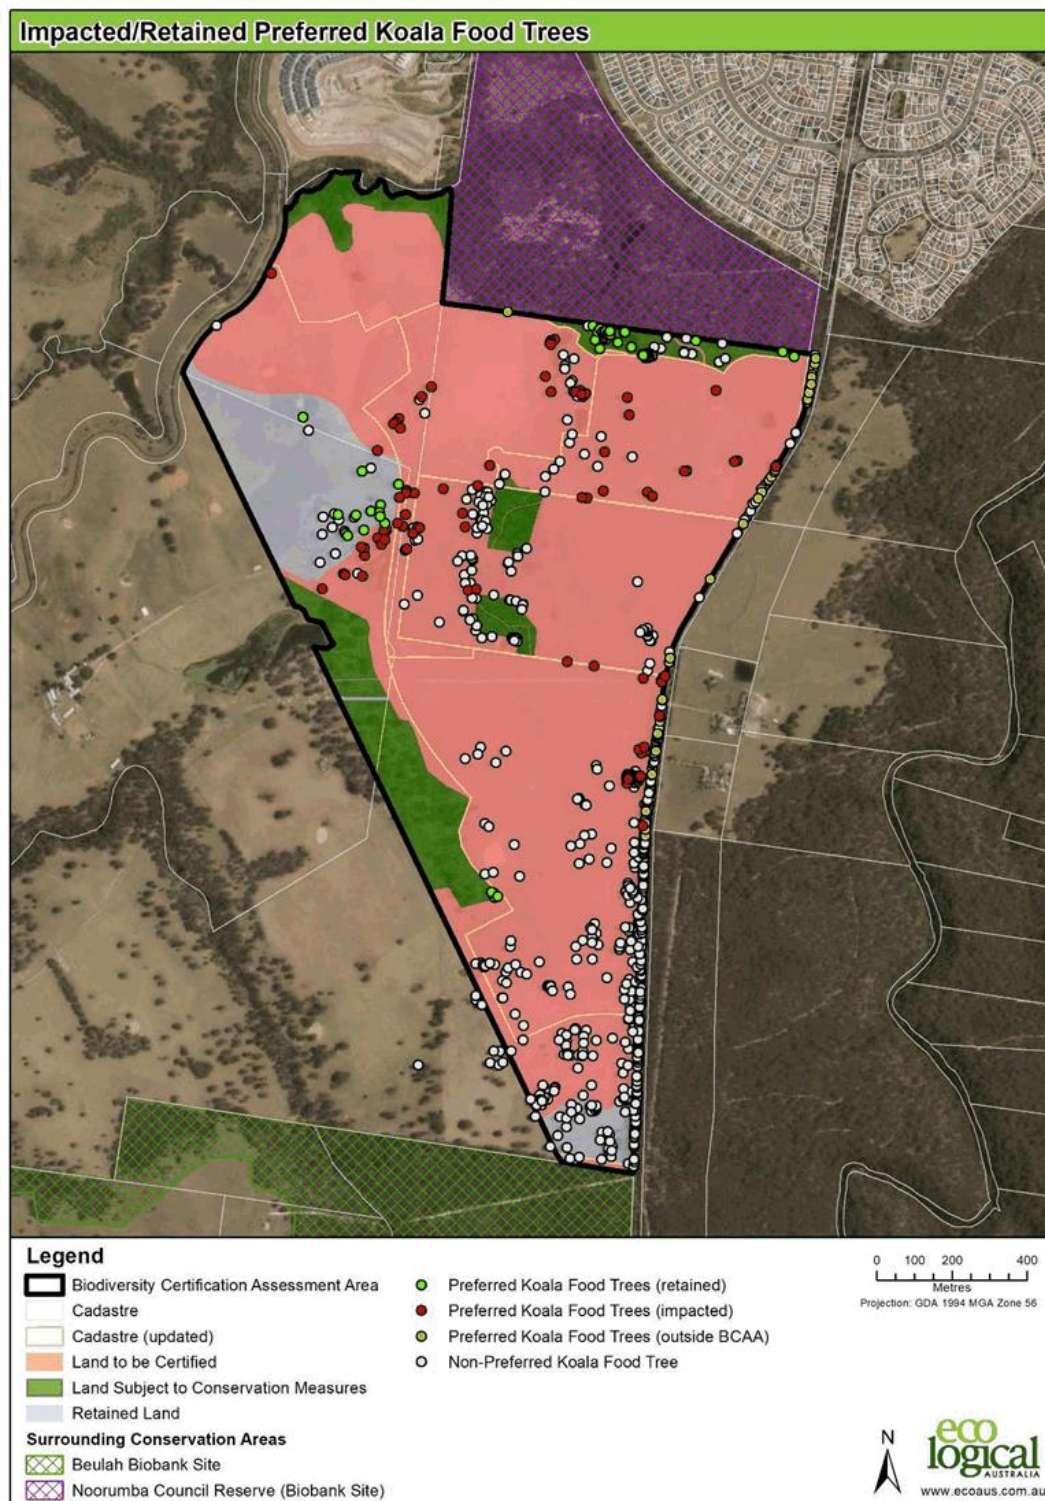 Impacted/Retained Preferred Koala Food Trees
Legend
Biodiversity Certification Assessment Area
Cadastre
Cadastre (updated)
Land to be Certified
Land Subject to Conservation Measures
Retained Land
Surrounding Conservation Areas
Beulah Biobank Site
Noorumba Council Reserve (Biobank Site)
Preferred Koala Food Trees (retained)
Preferred Koala Food Trees (impacted)
Preferred Koala Food Trees (outside BCAA)
Non-Preferred Koala Food Tree
0 100 200 400
Metres
Projection: GDA 1994 MGA Zone 56
N
eco
logical
AUSTRALIA
www.ecoaus.com.au